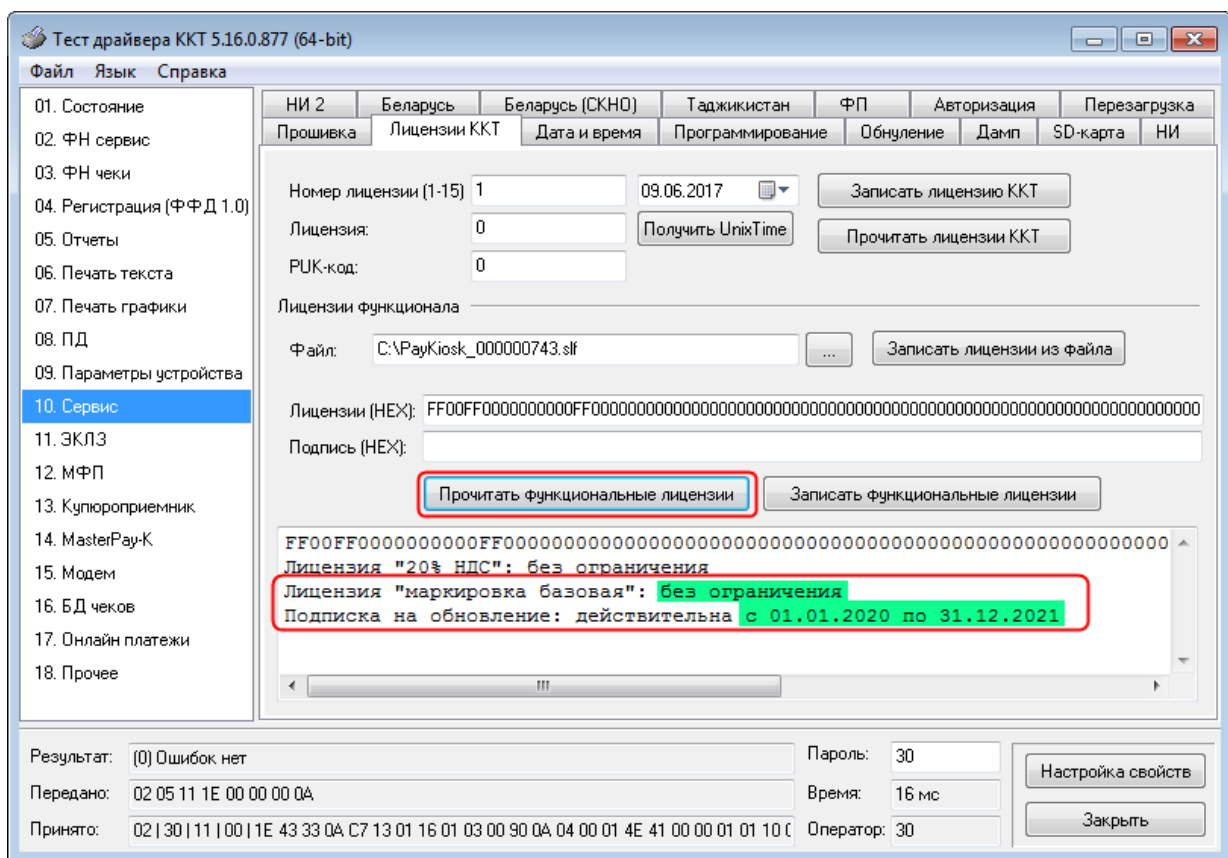 Тест драйвера ККТ 5.16.0.877 (64-bit)
Файл Язык Справка
01. Состояние
02. ФН сервис
03. ФН чеки
04. Регистрация (ФФД 1.0)
05. Отчеты
06. Печать текста
07. Печать графики
08. ПД
09. Параметры устройства
10. Сервис
11. ЭКЛЗ
12. МФП
13. Купюроприемник
14. MasterPay-K
15. Модем
16. БД чеков
17. Онлайн платежи
18. Прочее
НИ 2 Беларусь Беларусь (СКНО) Таджикистан ФП Авторизация Перезагрузка
Прошивка Лицензии ККТ Дата и время Программирование Обнуление Дамп SD-карта НИ
Номер лицензии (1-15) 1 09.06.2017 Записать лицензию ККТ
Лицензия: 0 Получить UnixTime Прочитать лицензии ККТ
PUK-код: 0
Лицензии функционала
Файл: C:\PayKiosk_000000743.slf ... Записать лицензии из файла
Лицензии (HEX):
Подпись (HEX):
Прочитать функциональные лицензии Записать функциональные лицензии
Лицензия "20% НДС": без ограничения
Лицензия "маркировка базовая": без ограничения
Подписка на обновление: действительна с 01.01.2020 по 31.12.2021
Результат: (0) Ошибок нет Пароль: 30 Настройка свойств
Передано: 02 05 11 1E 00 00 00 0A Время: 16 мс
Принято: 02 | 30 | 11 | 00 | 1E 43 33 0A C7 13 01 16 01 03 00 90 0A 04 00 01 4E 41 00 00 01 01 10 Оператор: 30 Закрыть